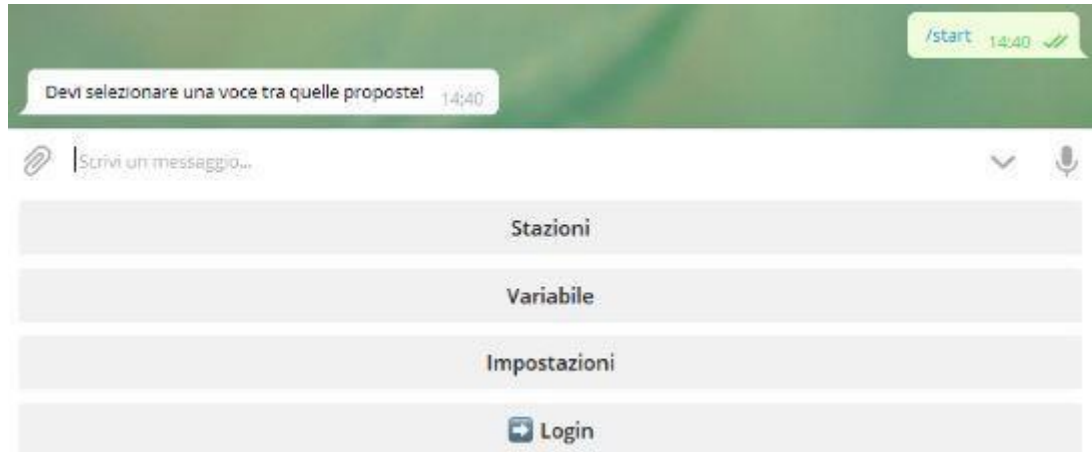 /start 14:40
Devi selezionare una voce tra quelle proposte! 14:40
Scrivi un messaggio...
Stazioni
Variabile
Impostazioni
Login